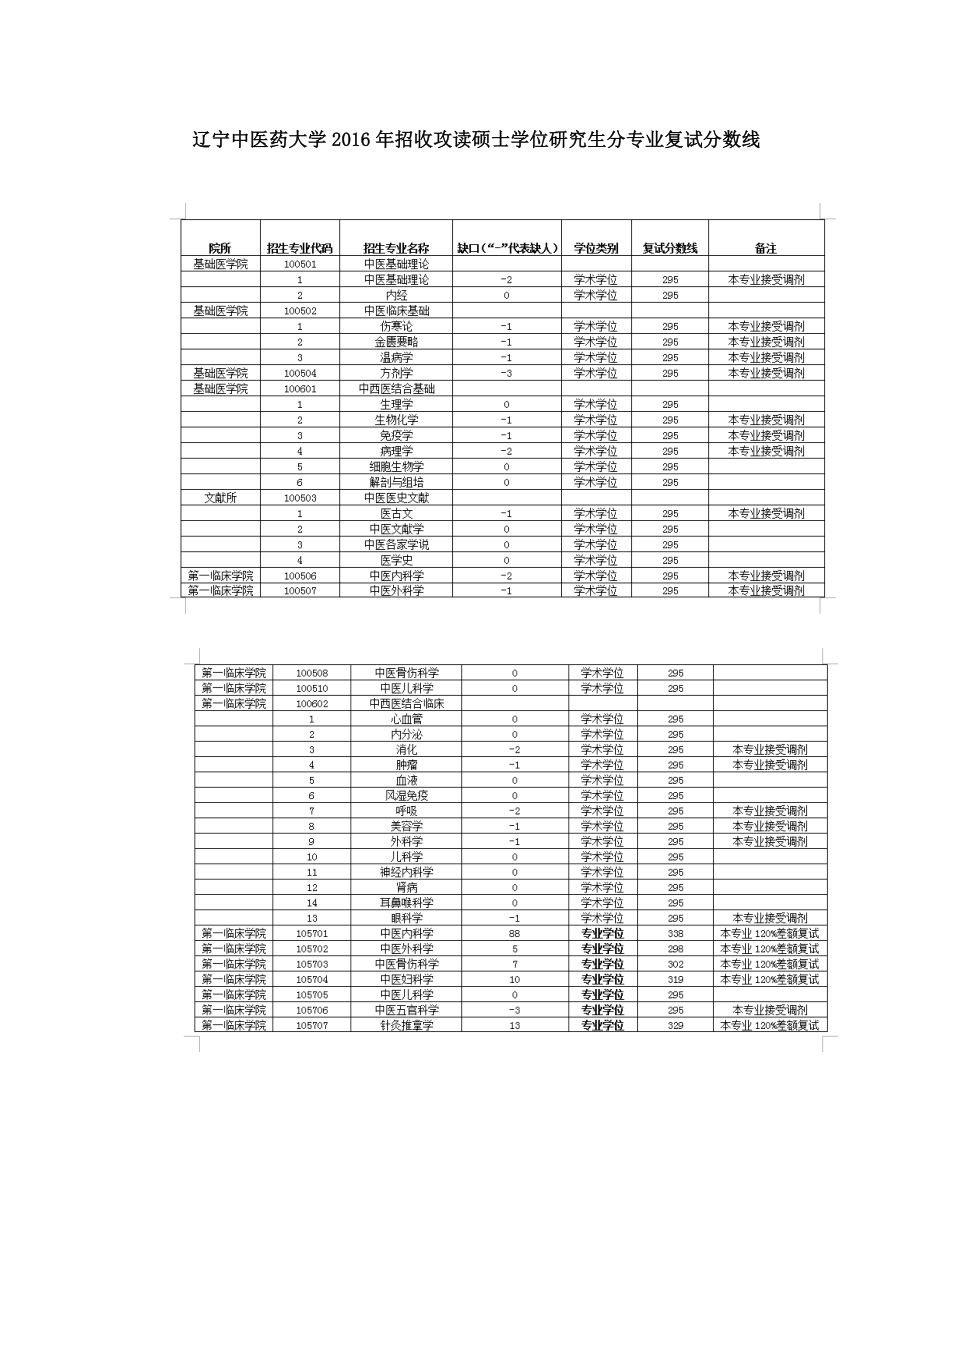 辽宁中医药大学2016年招收攻读硕士学位研究生分专业复试分数线
院所 招生专业代码 招生专业名称 缺口(“-”代表缺人) 学位类别 复试分数线 备注
基础医学院 100501 中医基础理论
1 中医基础理论 -2 学术学位 295 本专业接受调剂
2 内经 0 学术学位 295
基础医学院 100502 中医临床基础
1 伤寒论 -1 学术学位 295 本专业接受调剂
2 金匮要略 -1 学术学位 295 本专业接受调剂
3 温病学 -1 学术学位 295 本专业接受调剂
基础医学院 100504 方剂学 -3 学术学位 295 本专业接受调剂
基础医学院 100601 中西医结合基础
1 生理学 0 学术学位 295
2 生物化学 -1 学术学位 295 本专业接受调剂
3 免疫学 -1 学术学位 295 本专业接受调剂
4 病理学 -2 学术学位 295 本专业接受调剂
5 细胞生物学 0 学术学位 295
6 解剖与组培 0 学术学位 295
文献所 100503 中医医史文献
1 医古文 -1 学术学位 295 本专业接受调剂
2 中医文献学 0 学术学位 295
3 中医各家学说 0 学术学位 295
4 医学史 0 学术学位 295
第一临床学院 100506 中医内科学 -2 学术学位 295 本专业接受调剂
第一临床学院 100507 中医外科学 -1 学术学位 295 本专业接受调剂
第一临床学院 100508 中医骨伤科学 0 学术学位 295
第一临床学院 100510 中医儿科学 0 学术学位 295
第一临床学院 100602 中西医结合临床
1 心血管 0 学术学位 295
2 内分泌 0 学术学位 295
3 消化 -2 学术学位 295 本专业接受调剂
4 肿瘤 -1 学术学位 295 本专业接受调剂
5 血液 0 学术学位 295
6 风湿免疫 0 学术学位 295
7 呼吸 -2 学术学位 295 本专业接受调剂
8 美容学 -1 学术学位 295 本专业接受调剂
9 外科学 -1 学术学位 295 本专业接受调剂
10 儿科学 0 学术学位 295
11 神经内科学 0 学术学位 295
12 肾病 0 学术学位 295
14 耳鼻喉科学 0 学术学位 295
13 眼科学 -1 学术学位 295 本专业接受调剂
第一临床学院 105701 中医内科学 88 专业学位 338 本专业120%差额复试
第一临床学院 105702 中医外科学 5 专业学位 298 本专业120%差额复试
第一临床学院 105703 中医骨伤科学 7 专业学位 302 本专业120%差额复试
第一临床学院 105704 中医妇科学 10 专业学位 319 本专业120%差额复试
第一临床学院 105705 中医儿科学 0 专业学位 295
第一临床学院 105706 中医五官科学 -3 专业学位 295 本专业接受调剂
第一临床学院 105707 针灸推拿学 13 专业学位 329 本专业120%差额复试